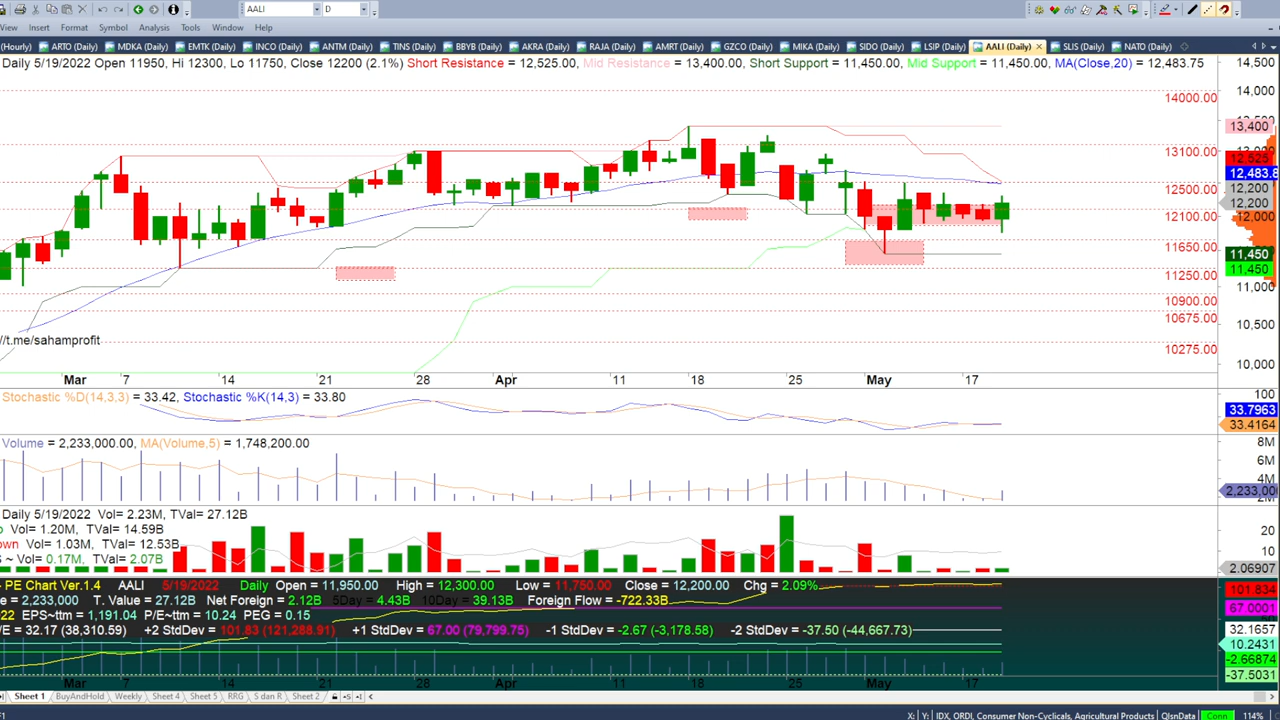 AALI D
View Insert Format Symbol Analysis Tools Window Help
(Hourly) ARTO (Daily) MDKA (Daily) EMTK (Daily) INCO (Daily) ANTM (Daily) TINS (Daily) BBYB (Daily) AKRA (Daily) RAJA (Daily) AMRT (Daily) GZCO (Daily) MIKA (Daily) SIDO (Daily) LSIP (Daily) AALI (Daily) SLIS (Daily) NATO (Daily)
Daily 5/19/2022 Open 11950, Hi 12300, Lo 11750, Close 12200 (2.1%) Short Resistance = 12,525.00, Mid Resistance = 13,400.00, Short Support = 11,450.00, Mid Support = 11,450.00, MA(Close,20) = 12,483.75
14,500
14,000
14000.00
13,400
13100.00
12,525
12,483.8
12500.00
12,200
12100.00 12,000
11650.00
11,450
11250.00 11,450
11,000
10900.00
10675.00
10,500
//t.me/sahamprofit
10275.00
10,000
Mar 7 14 21 28 Apr 11 18 25 May 17
Stochastic %D(14,3,3) = 33.42, Stochastic %K(14,3) = 33.80
100
33.7963
33.4164
Volume = 2,233,000.00, MA(Volume,5) = 1,748,200.00
8M
6M
4M
2,233,000
Daily 5/19/2022 Vol= 2.23M, TVal= 27.12B
Vol= 1.20M, TVal= 14.59B
own Vol= 1.03M, TVal= 12.53B
~ Vol= 0.17M, TVal= 2.07B
20
10
2.06907
- PE Chart Ver.1.4 AALI 5/19/2022 Daily Open = 11,950.00 High = 12,300.00 Low = 11,750.00 Close = 12,200.00 Chg = 2.09%
e = 2,233,000 T. Value = 27.12B Net Foreign = 2.12B 5Day = 4.43B 10Day = 39.13B Foreign Flow = -722.33B
22 EPS~ttm = 1,191.04 P/E~ttm = 10.24 PEG = 0.15
/E = 32.17 (38,310.59) +2 StdDev = 101.83 (121,288.91) +1 StdDev = 67.00 (79,799.75) -1 StdDev = -2.67 (-3,178.58) -2 StdDev = -37.50 (-44,667.73)
101.834
67.0001
32.1657
10.2431
-2.66874
-37.5031
Mar 7 14 21 28 Apr 11 18 25 May 17
Sheet 1 BuyAndHold Weekly Sheet 4 Sheet 5 RRG S dan R Sheet 2
F1 X: Y: IDX, ORDI, Consumer Non-Cyclicals, Agricultural Products QlsnData Conn 114%